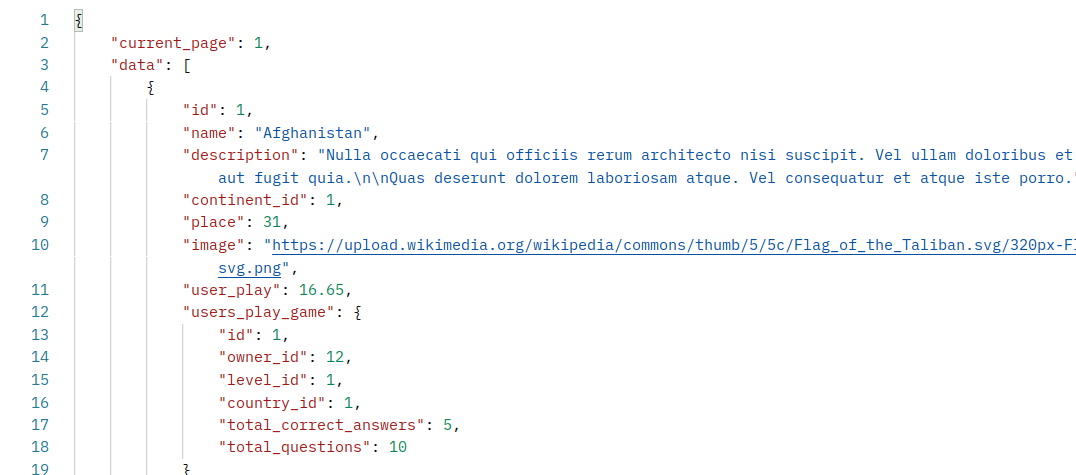 1 {
2 "current_page": 1,
3 "data": [
4 {
5 "id": 1,
6 "name": "Afghanistan",
7 "description": "Nulla occaecati qui officiis rerum architecto nisi suscipit. Vel ullam doloribus et
aut fugit quia.\n\nQuas deserunt dolorem laboriosam atque. Vel consequatur et atque iste porro."
8 "continent_id": 1,
9 "place": 31,
10 "image": "https://upload.wikimedia.org/wikipedia/commons/thumb/5/5c/Flag_of_the_Taliban.svg/320px-Fl
svg.png",
11 "user_play": 16.65,
12 "users_play_game": {
13 "id": 1,
14 "owner_id": 12,
15 "level_id": 1,
16 "country_id": 1,
17 "total_correct_answers": 5,
18 "total_questions": 10
19 }